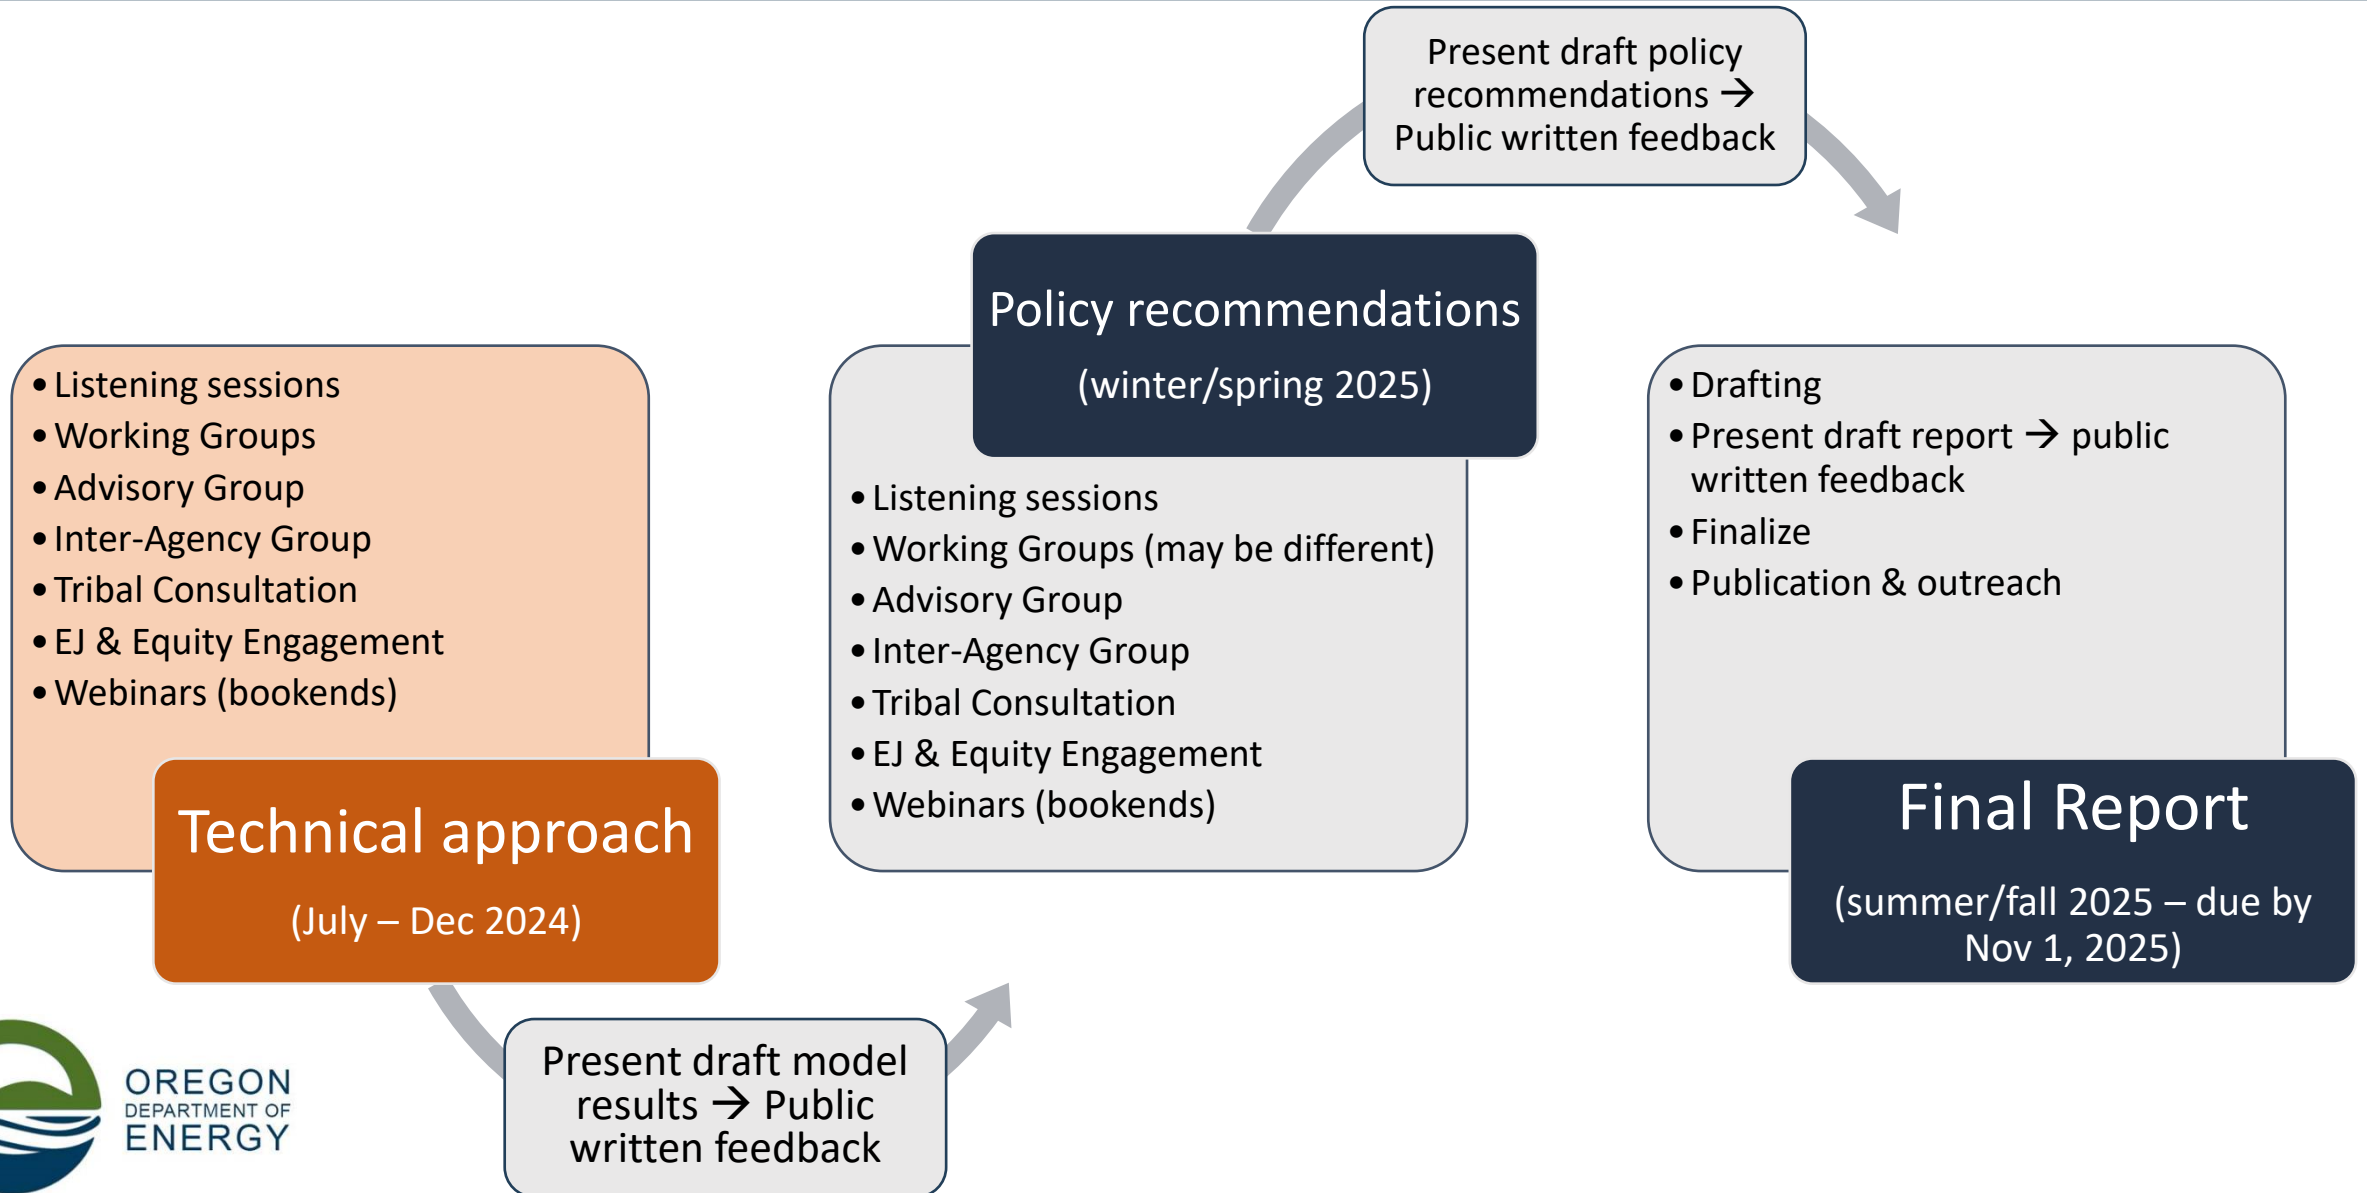 • Listening sessions
• Working Groups
• Advisory Group
• Inter-Agency Group
• Tribal Consultation
• EJ & Equity Engagement
• Webinars (bookends)
Technical approach
(July – Dec 2024)
Present draft model
results → Public
written feedback
Policy recommendations
(winter/spring 2025)
• Listening sessions
• Working Groups (may be different)
• Advisory Group
• Inter-Agency Group
• Tribal Consultation
• EJ & Equity Engagement
• Webinars (bookends)
Present draft policy
recommendations →
Public written feedback
• Drafting
• Present draft report → public
written feedback
• Finalize
• Publication & outreach
Final Report
(summer/fall 2025 – due by
Nov 1, 2025)
OREGON
DEPARTMENT OF
ENERGY